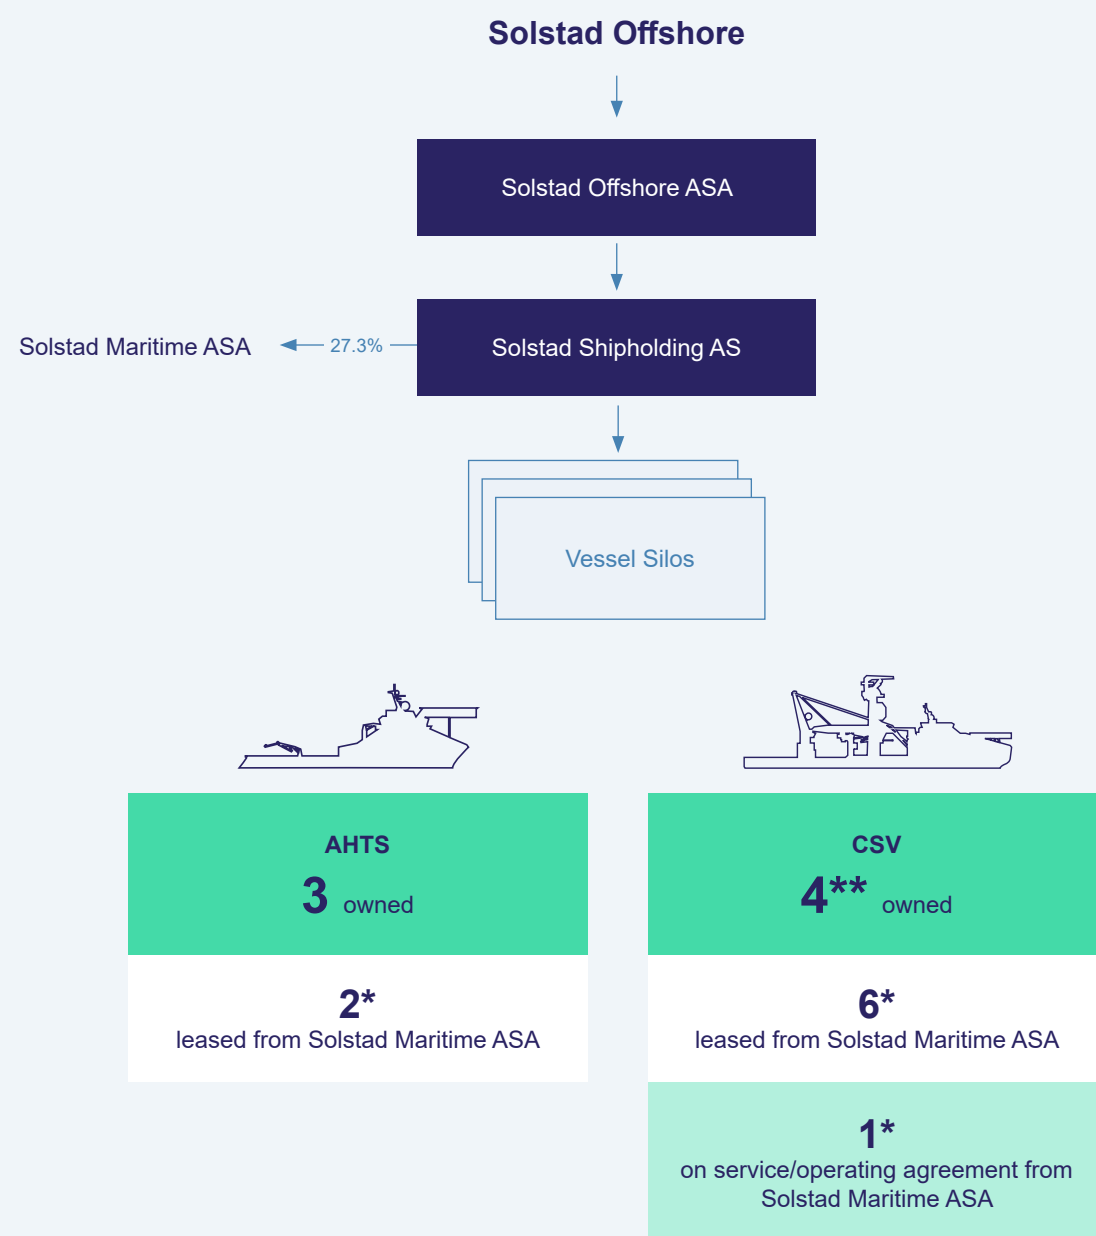 Solstad Offshore
Solstad Offshore ASA
Solstad Maritime ASA
27.3%
Solstad Shipholding AS
Vessel Silos
AHTS
3 owned
2*
leased from Solstad Maritime ASA
CSV
4** owned
6*
leased from Solstad Maritime ASA
1*
on service/operating agreement from
Solstad Maritime ASA